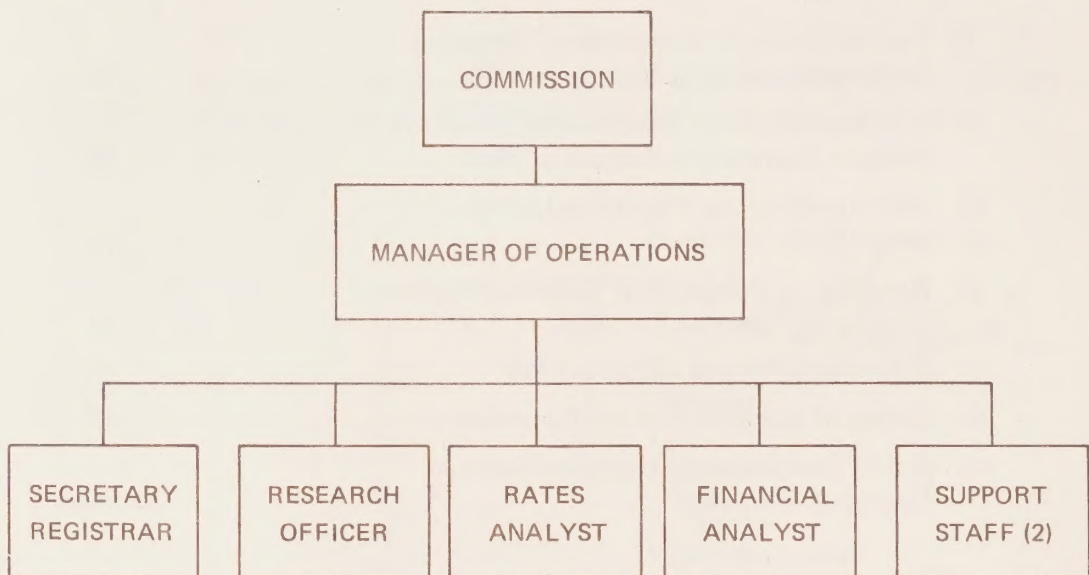 COMMISSION
MANAGER OF OPERATIONS
SECRETARY
REGISTRAR
RESEARCH
OFFICER
RATES
ANALYST
FINANCIAL
ANALYST
SUPPORT
STAFF (2)